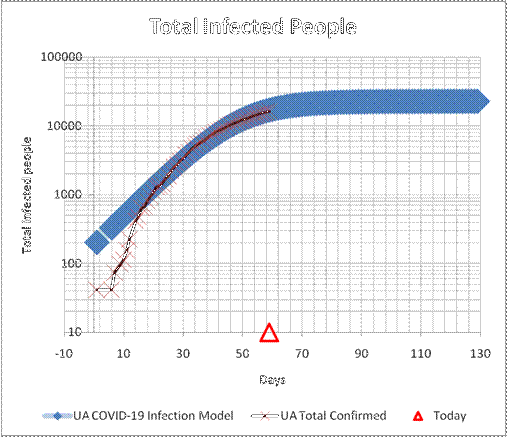 Total Infected People
100000
10000
1000
100
10
Total Infected people
-10 10 30 50 70 90 110 130
Days
UA COVID-19 Infection Model UA Total Confirmed Today